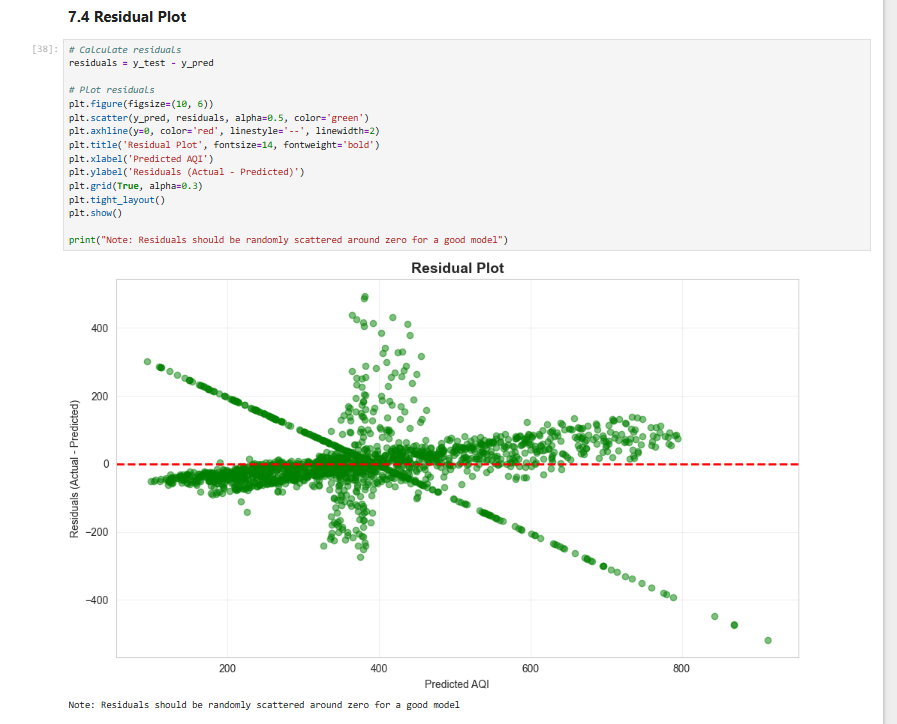 7.4 Residual Plot
[38]:
# Calculate residuals
residuals = y_test - y_pred
# Plot residuals
plt.figure(figsize=(10, 6))
plt.scatter(y_pred, residuals, alpha=0.5, color='green')
plt.axhline(y=0, color='red', linestyle='--', linewidth=2)
plt.title('Residual Plot', fontsize=14, fontweight='bold')
plt.xlabel('Predicted AQI')
plt.ylabel('Residuals (Actual - Predicted)')
plt.grid(True, alpha=0.3)
plt.tight_layout()
plt.show()
print("Note: Residuals should be randomly scattered around zero for a good model")
Residual Plot
Residuals (Actual - Predicted)
400
200
0
−200
−400
200 400 600 800
Predicted AQI
Note: Residuals should be randomly scattered around zero for a good model